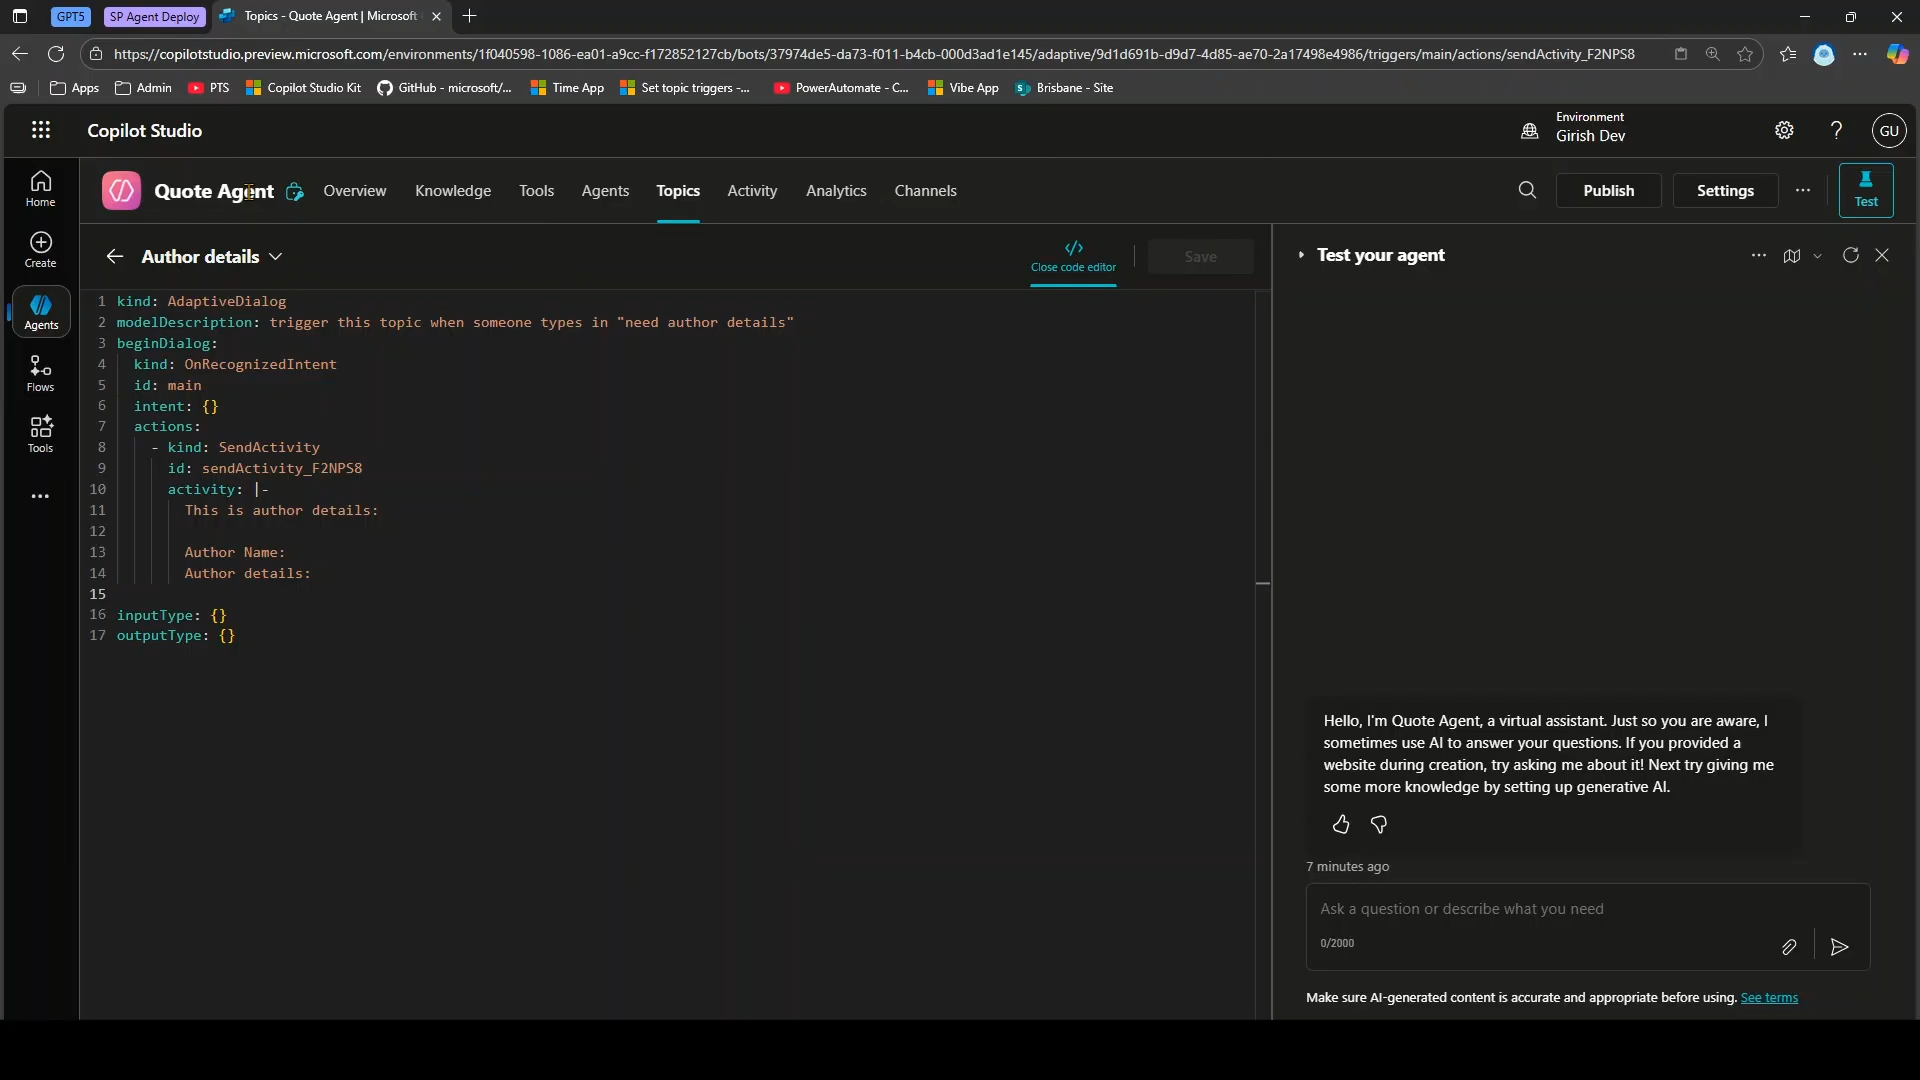 GPT5
SP Agent Deploy
Topics - Quote Agent | Microsoft
https://copilotstudio.preview.microsoft.com/environments/1f040598-1086-ea01-a9cc-f172852127cb/bots/37974de5-da73-f011-b4cb-000d3ad1e145/adaptive/9d1d691b-d9d7-4d85-ae70-2a17498e4986/triggers/main/actions/sendActivity_F2NPS8
Apps
Admin
PTS
Copilot Studio Kit
GitHub - microsoft/...
Time App
Set topic triggers -...
PowerAutomate - C...
Vibe App
Brisbane - Site
Copilot Studio
Environment
Girish Dev
GU
Home
Create
Agents
Flows
Tools
Quote Agent
Overview
Knowledge
Tools
Agents
Topics
Activity
Analytics
Channels
Publish
Settings
Test
Author details
Close code editor
Save
1 kind: AdaptiveDialog
2 modelDescription: trigger this topic when someone types in "need author details"
3 beginDialog:
4 kind: OnRecognizedIntent
5 id: main
6 intent: {}
7 actions:
8 - kind: SendActivity
9 id: sendActivity_F2NPS8
10 activity: |-
11 This is author details:
12
13 Author Name:
14 Author details:
15
16 inputType: {}
17 outputType: {}
Test your agent
Hello, I'm Quote Agent, a virtual assistant. Just so you are aware, I
sometimes use AI to answer your questions. If you provided a
website during creation, try asking me about it! Next try giving me
some more knowledge by setting up generative AI.
7 minutes ago
Ask a question or describe what you need
0/2000
Make sure AI-generated content is accurate and appropriate before using. See terms